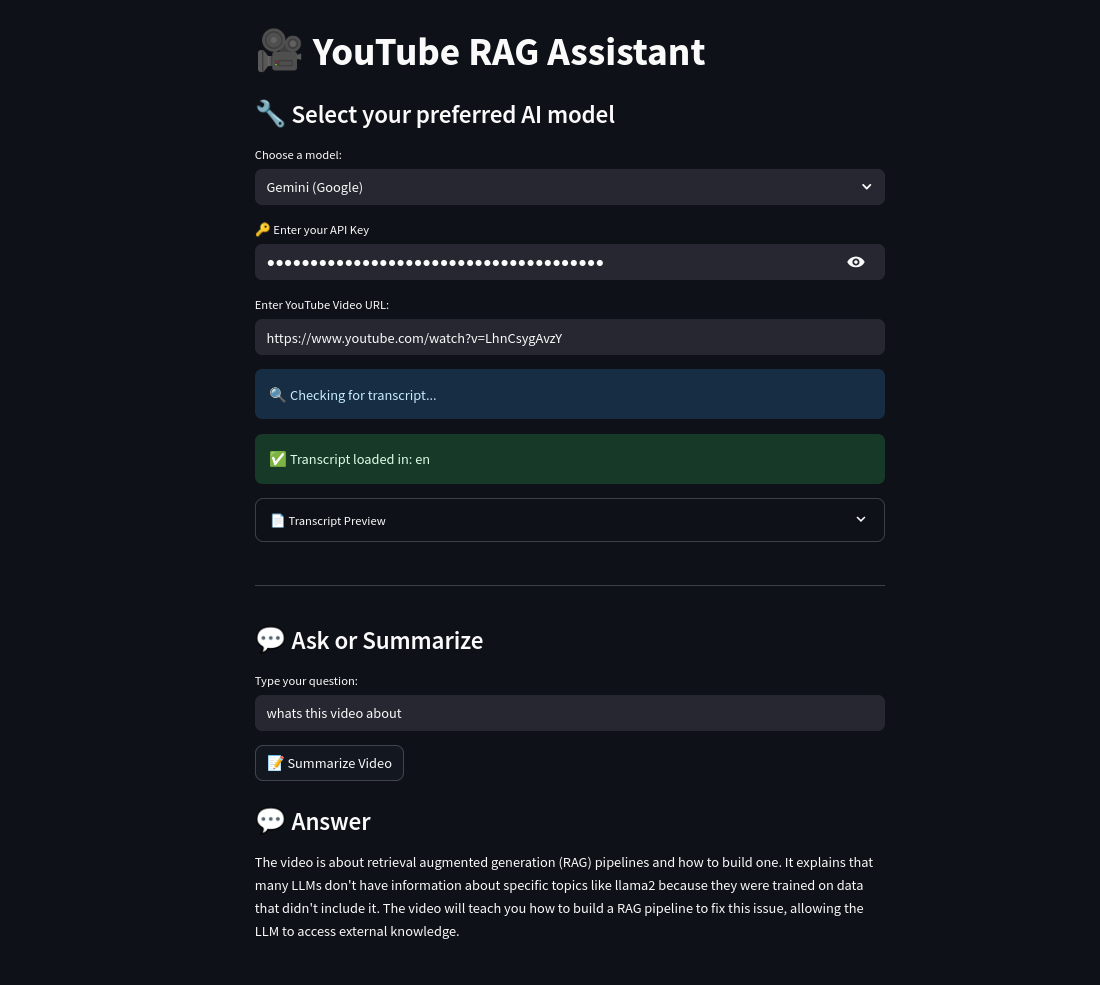 YouTube RAG Assistant
Select your preferred AI model
Choose a model:
Gemini (Google)
Enter your API Key
•••••••••••••••••••••••••••••••••••••••
Enter YouTube Video URL:
https://www.youtube.com/watch?v=LhnCsygAvzY
Checking for transcript...
Transcript loaded in: en
Transcript Preview
Ask or Summarize
Type your question:
whats this video about
Summarize Video
Answer
The video is about retrieval augmented generation (RAG) pipelines and how to build one. It explains that
many LLMs don't have information about specific topics like llama2 because they were trained on data
that didn't include it. The video will teach you how to build a RAG pipeline to fix this issue, allowing the
LLM to access external knowledge.